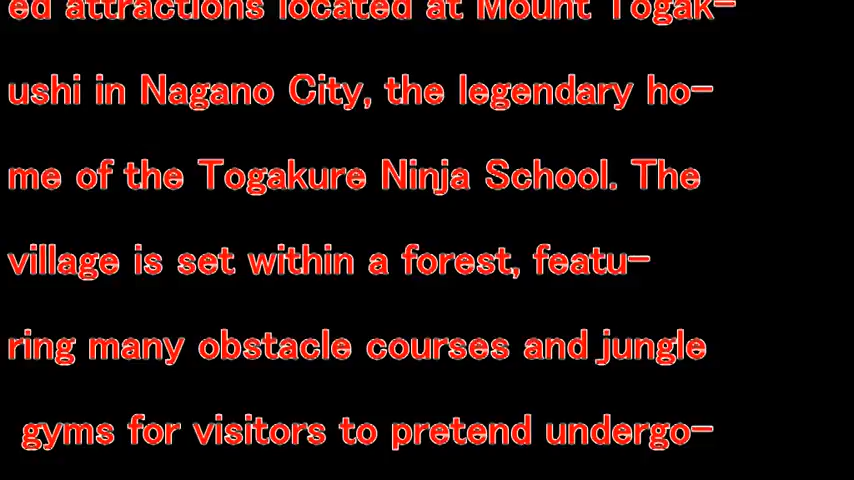 ed attractions located at Mount Togak-
ushi in Nagano City, the legendary ho-
me of the Togakure Ninja School. The
village is set within a forest, featu-
ring many obstacle courses and jungle
gyms for visitors to pretend undergo-